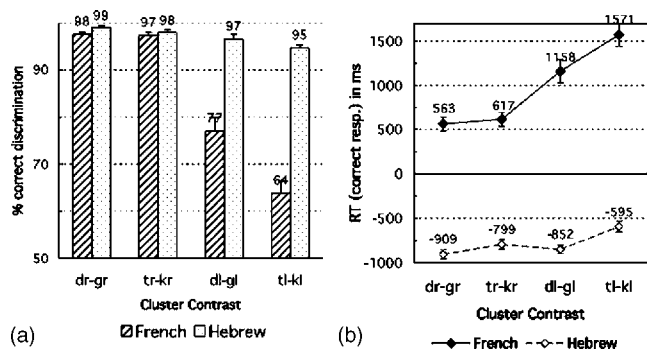 % correct discrimination
90
70
50
98 99
97 98
77 97
64 95
dr-gr tr-kr dl-gl tl-kl
Cluster Contrast
(a) French Hebrew
RT (correct resp.) in ms
1500
1000
500
0
-500
-1000
563 617 1158 1571
-909 -799 -852 -595
dr-gr tr-kr dl-gl tl-kl
Cluster Contrast
(b) French Hebrew